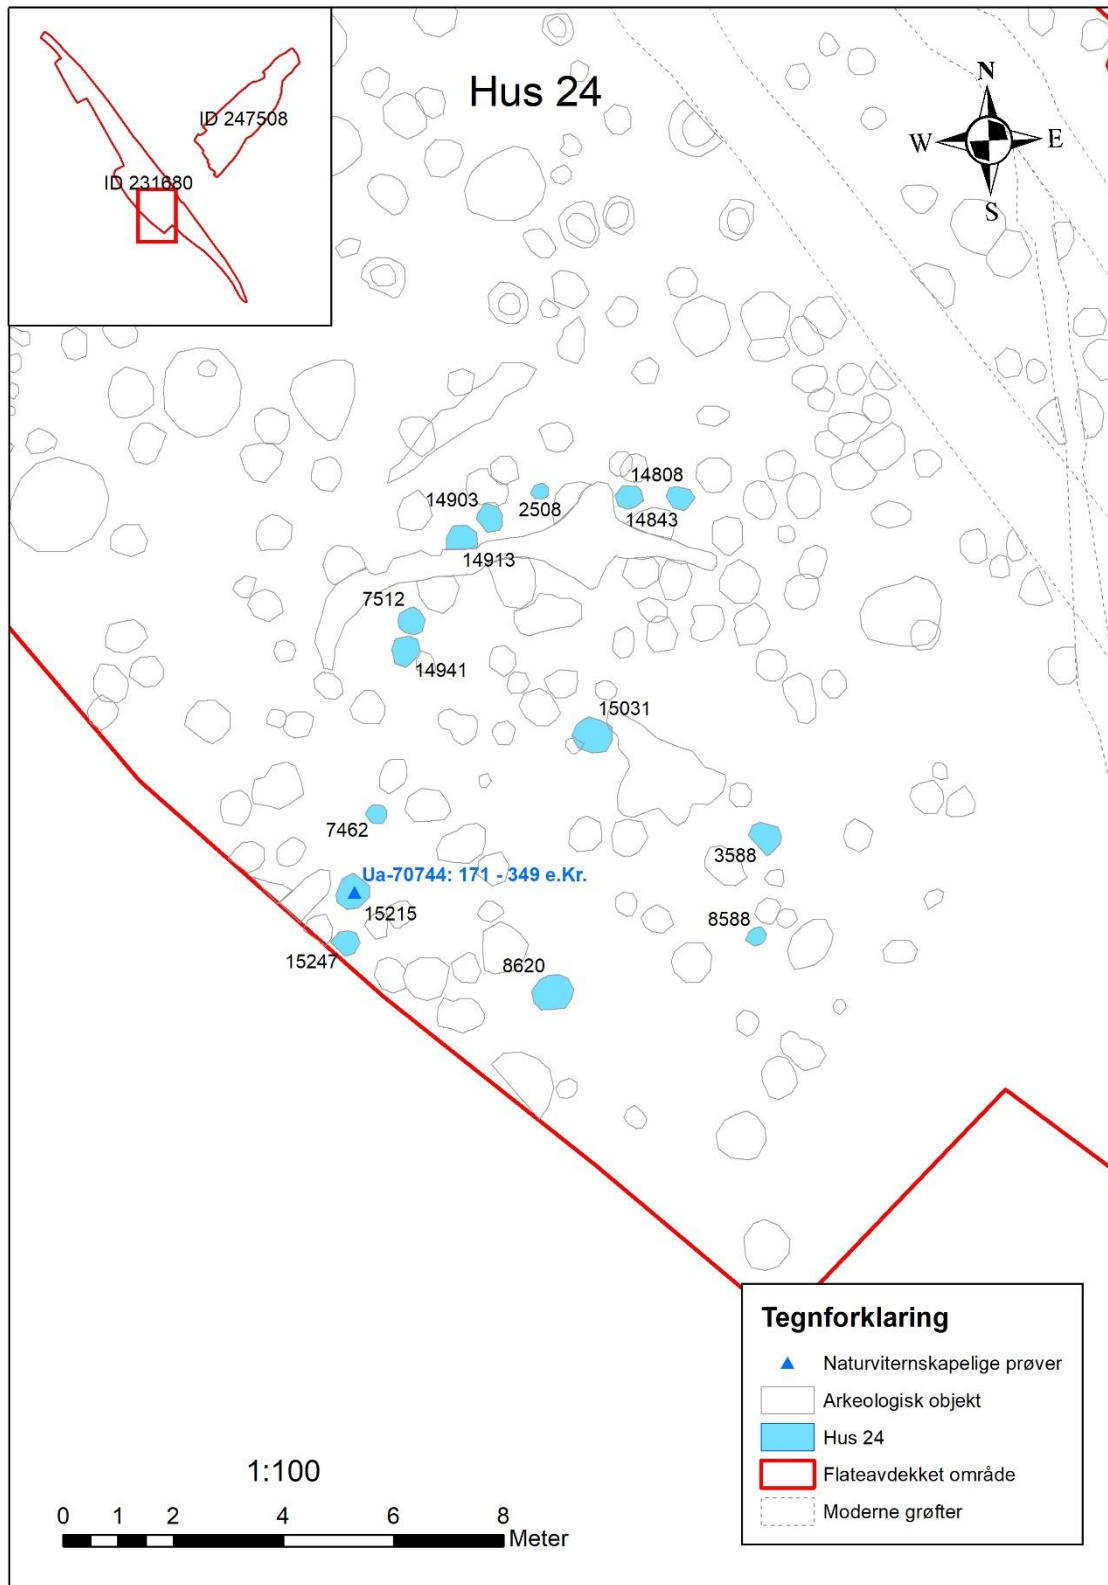 Hus 24
ID 247508
ID 231680
N
W E
S
14808
14903
2508
14843
14913
7512
14941
15031
7462
3588
Ua-70744: 171 - 349 e.Kr.
15215
8588
15247
8620
Tegnforklaring
Naturviternskapelige prøver
Arkeologisk objekt
Hus 24
Flateavdekket område
Moderne grøfter
1:100
0 1 2 4 6 8
Meter